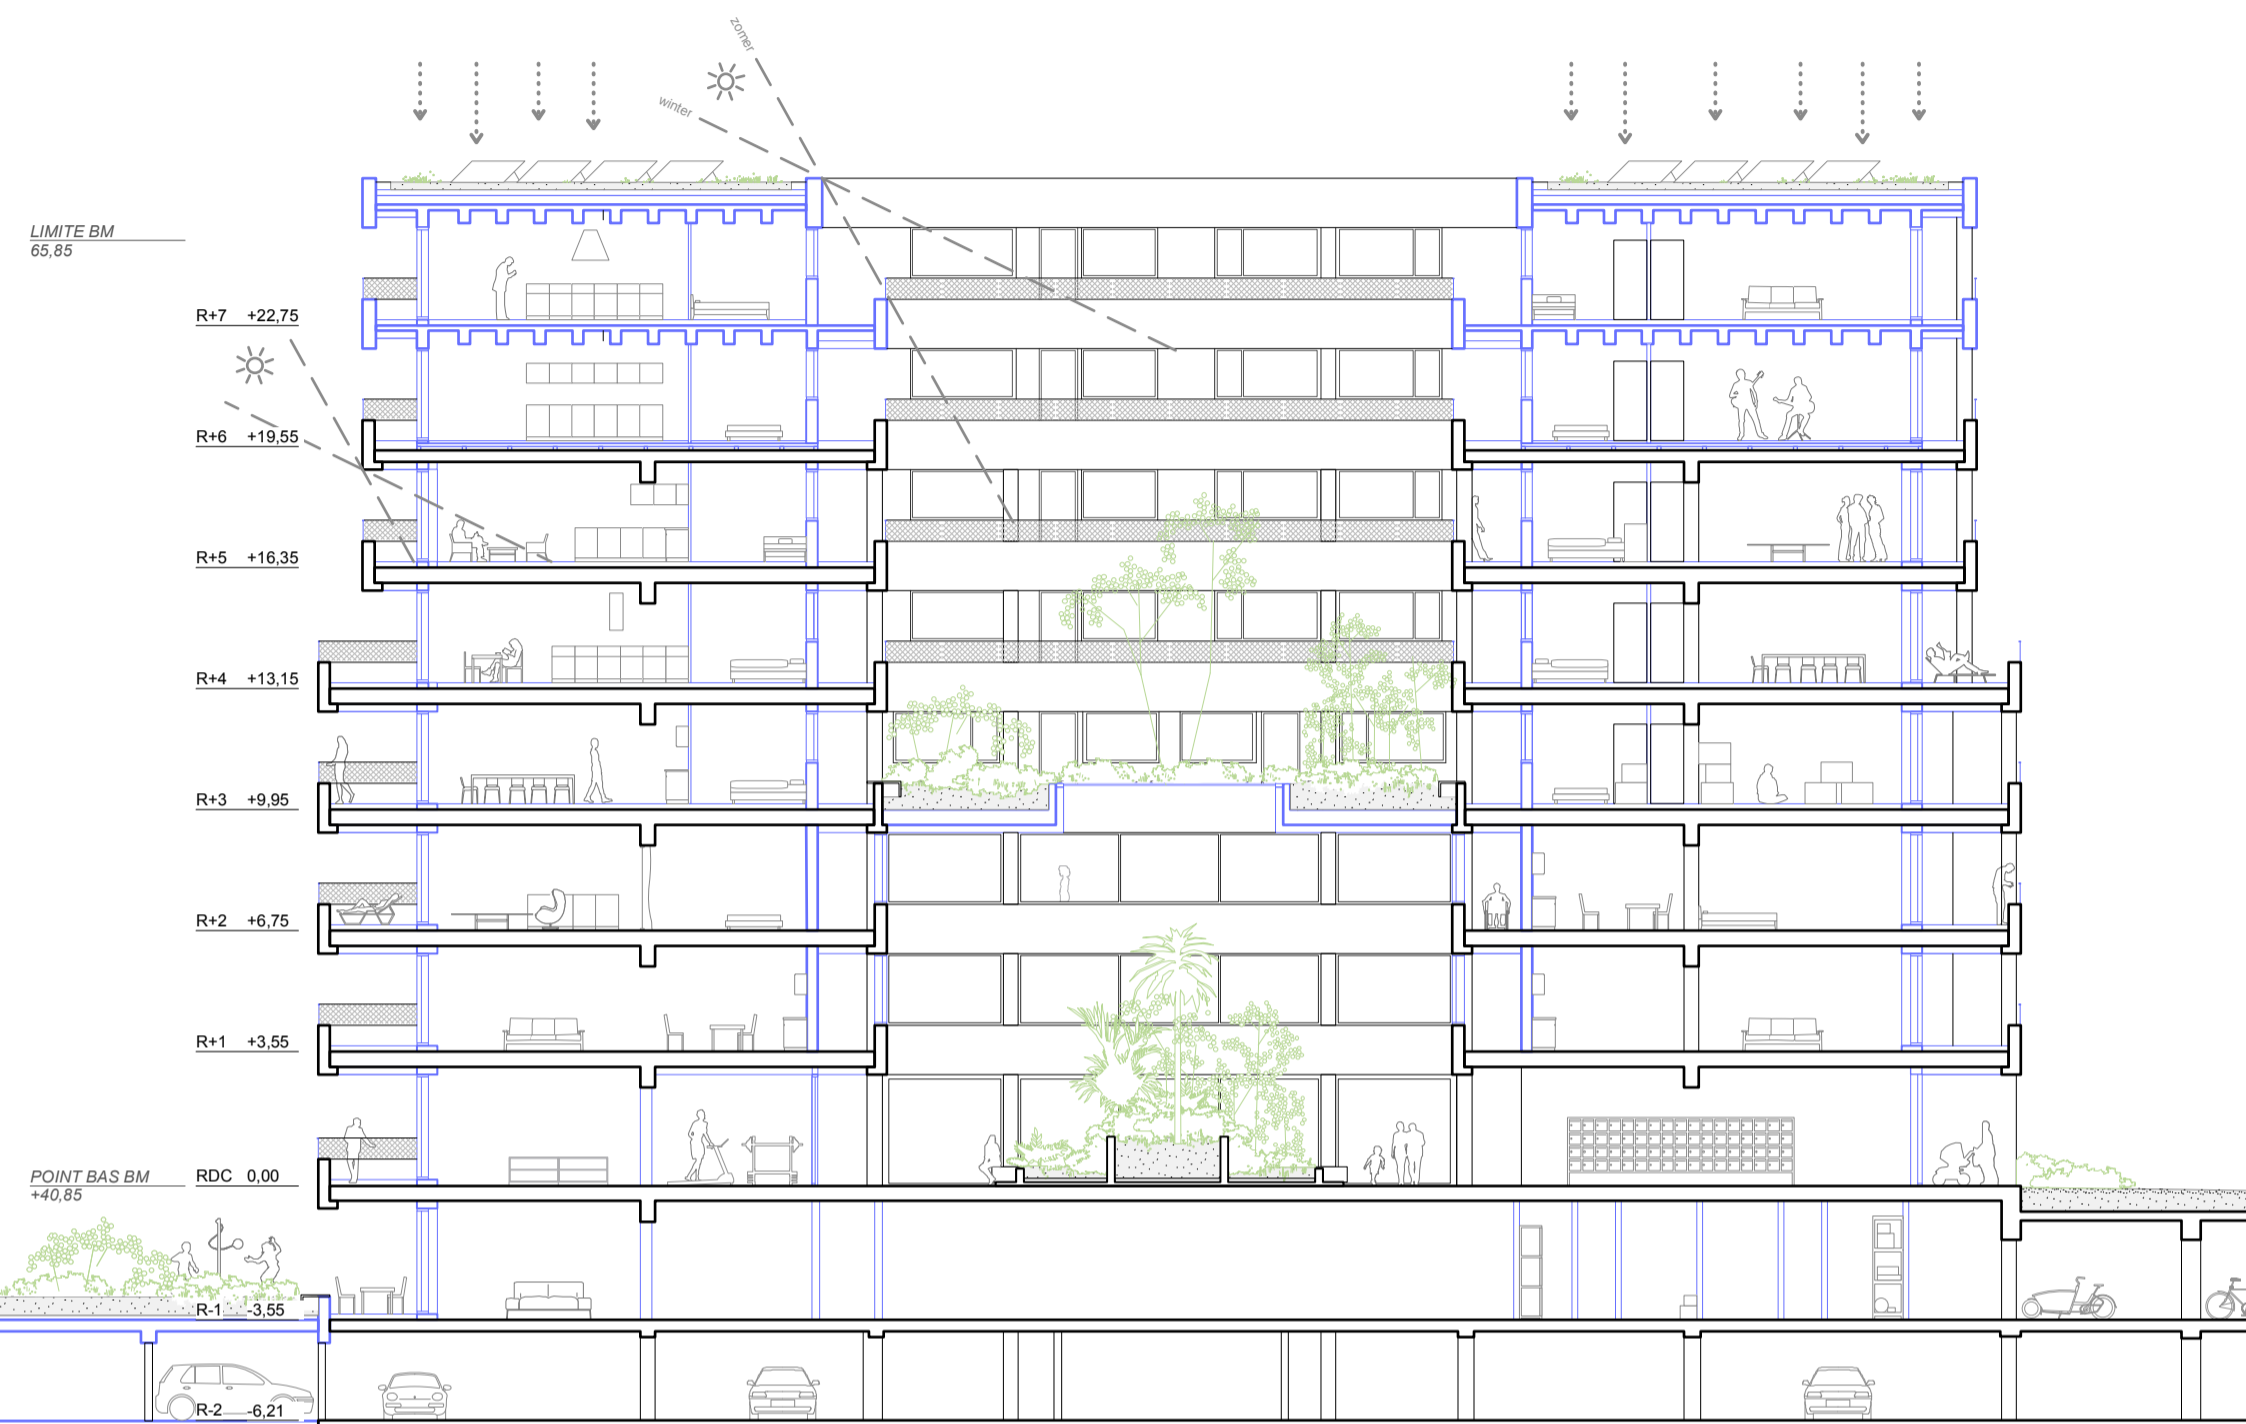 zomer
winter
LIMITE BM
65,85
R+7 +22,75
R+6 +19,55
R+5 +16,35
R+4 +13,15
R+3 +9,95
R+2 +6,75
R+1 +3,55
POINT BAS BM
+40,85
RDC 0,00
R-1 -3,55
R-2 -6,21